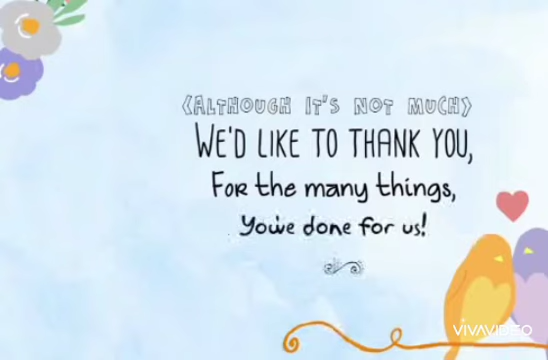 <ALTHOUGH IT'S NOT MUCH>
WE'D LIKE TO THANK YOU,
For the many things,
You've done for us!
VIVAVIDEO